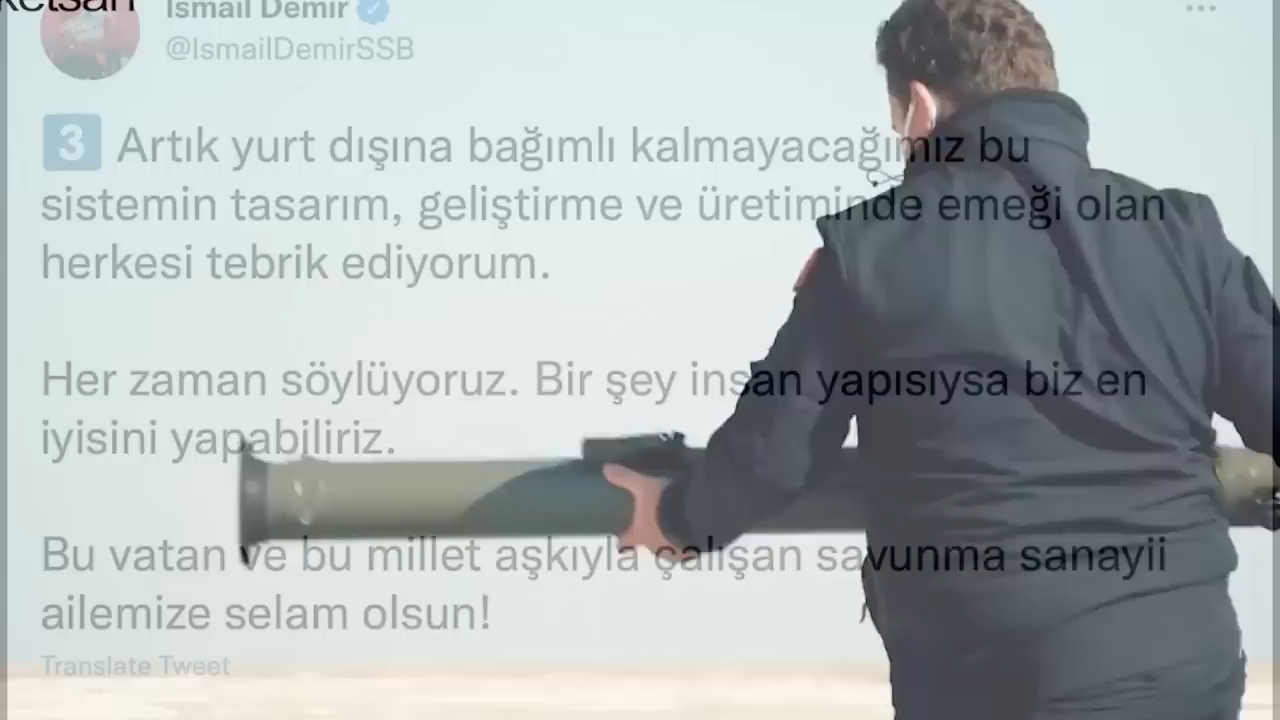 ketsan
İsmail Demir
@IsmailDemirSSB
3 Artık yurt dışına bağımlı kalmayacağımız bu
sistemin tasarım, geliştirme ve üretiminde emeği olan
herkesi tebrik ediyorum.
Her zaman söylüyoruz. Bir şey insan yapısıysa biz en
iyisini yapabiliriz.
Bu vatan ve bu millet aşkıyla çalışan savunma sanayii
ailemize selam olsun!
Translate Tweet